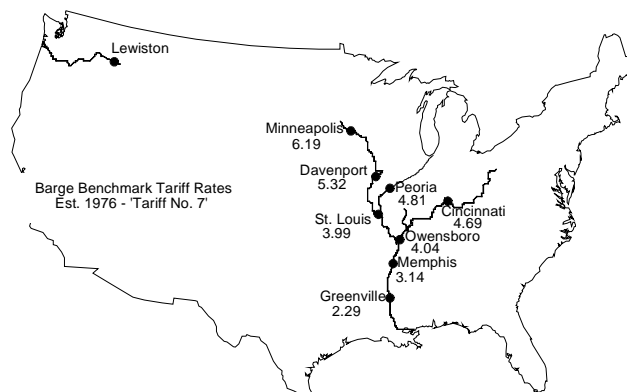 Lewiston
Minneapolis
6.19
Davenport
5.32
Barge Benchmark Tariff Rates
Est. 1976 - 'Tariff No. 7'
Peoria
4.81
Cincinnati
4.69
St. Louis
3.99
Owensboro
4.04
Memphis
3.14
Greenville
2.29